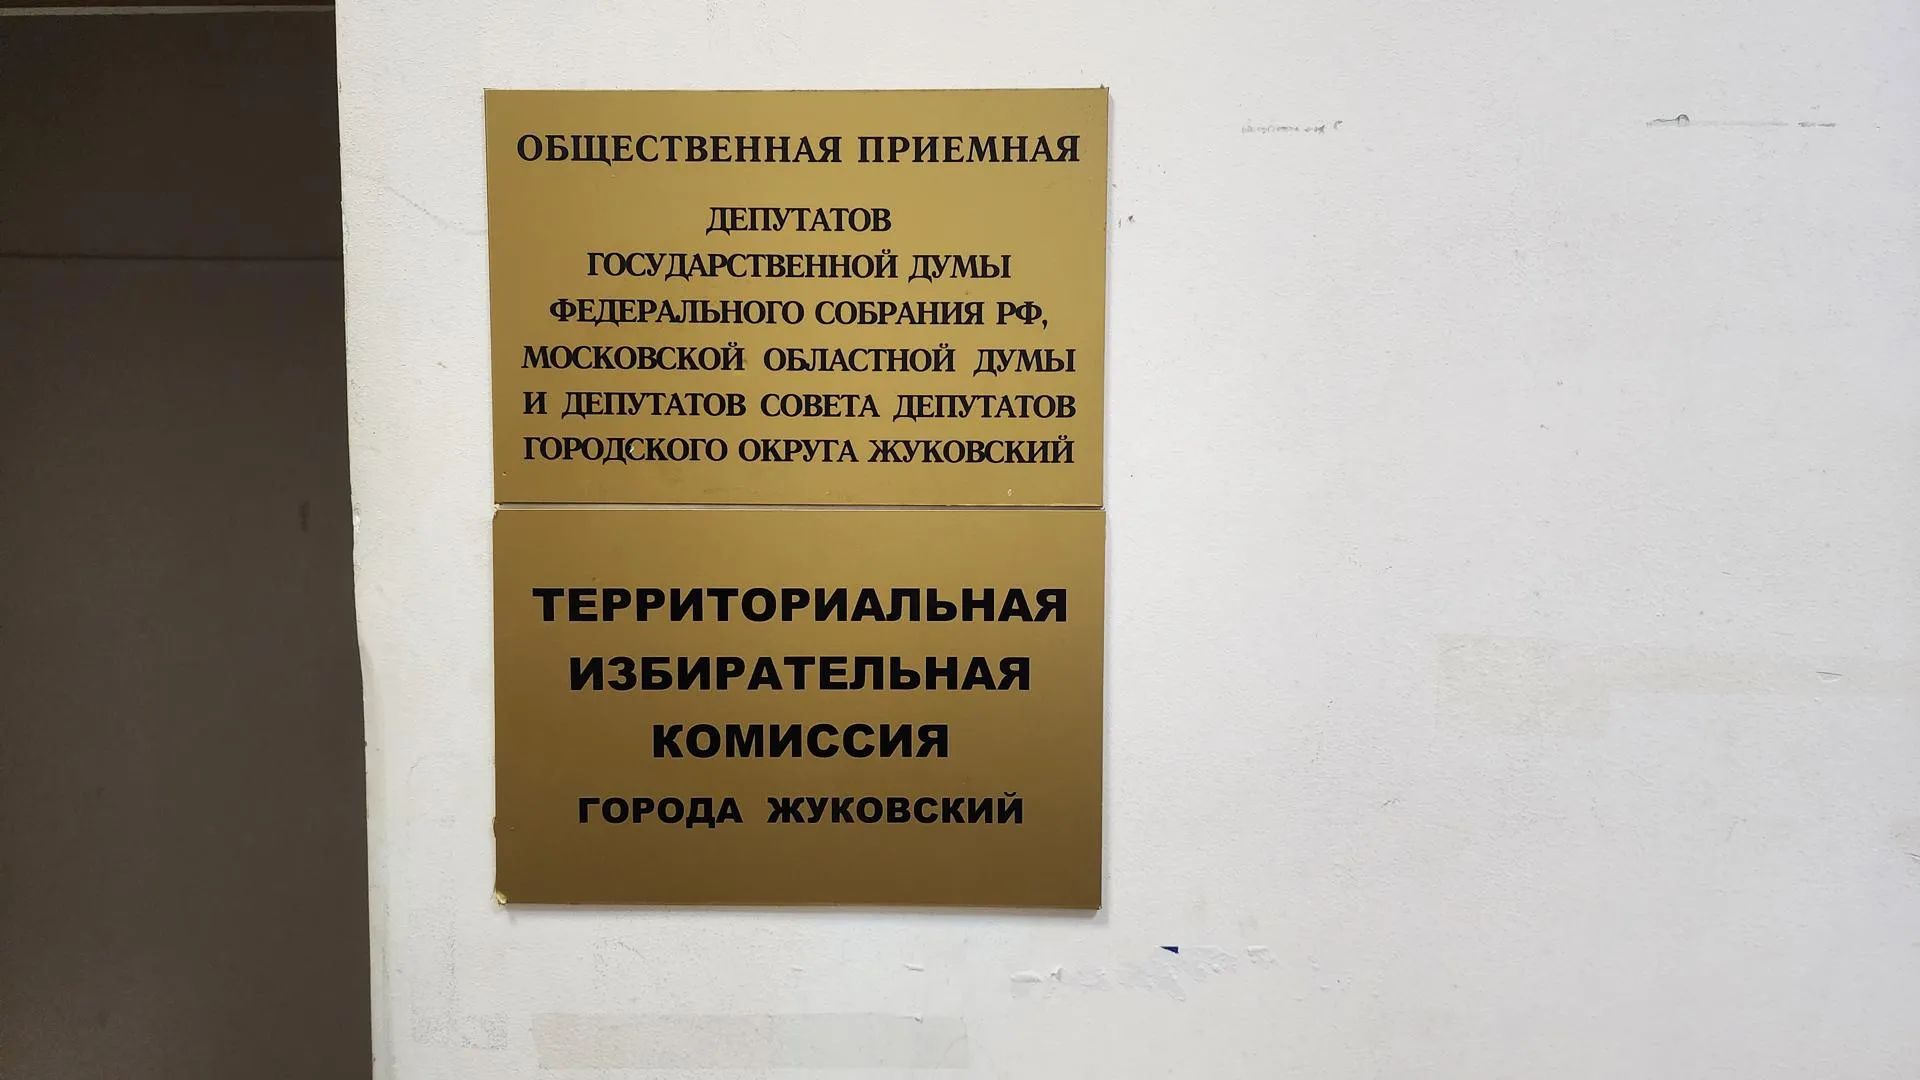 ОБЩЕСТВЕННАЯ ПРИЕМНАЯ
ДЕПУТАТОВ
ГОСУДАРСТВЕННОЙ ДУМЫ
ФЕДЕРАЛЬНОГО СОБРАНИЯ РФ,
МОСКОВСКОЙ ОБЛАСТНОЙ ДУМЫ
И ДЕПУТАТОВ СОВЕТА ДЕПУТАТОВ
ГОРОДСКОГО ОКРУГА ЖУКОВСКИЙ
ТЕРРИТОРИАЛЬНАЯ
ИЗБИРАТЕЛЬНАЯ
КОМИССИЯ
ГОРОДА ЖУКОВСКИЙ